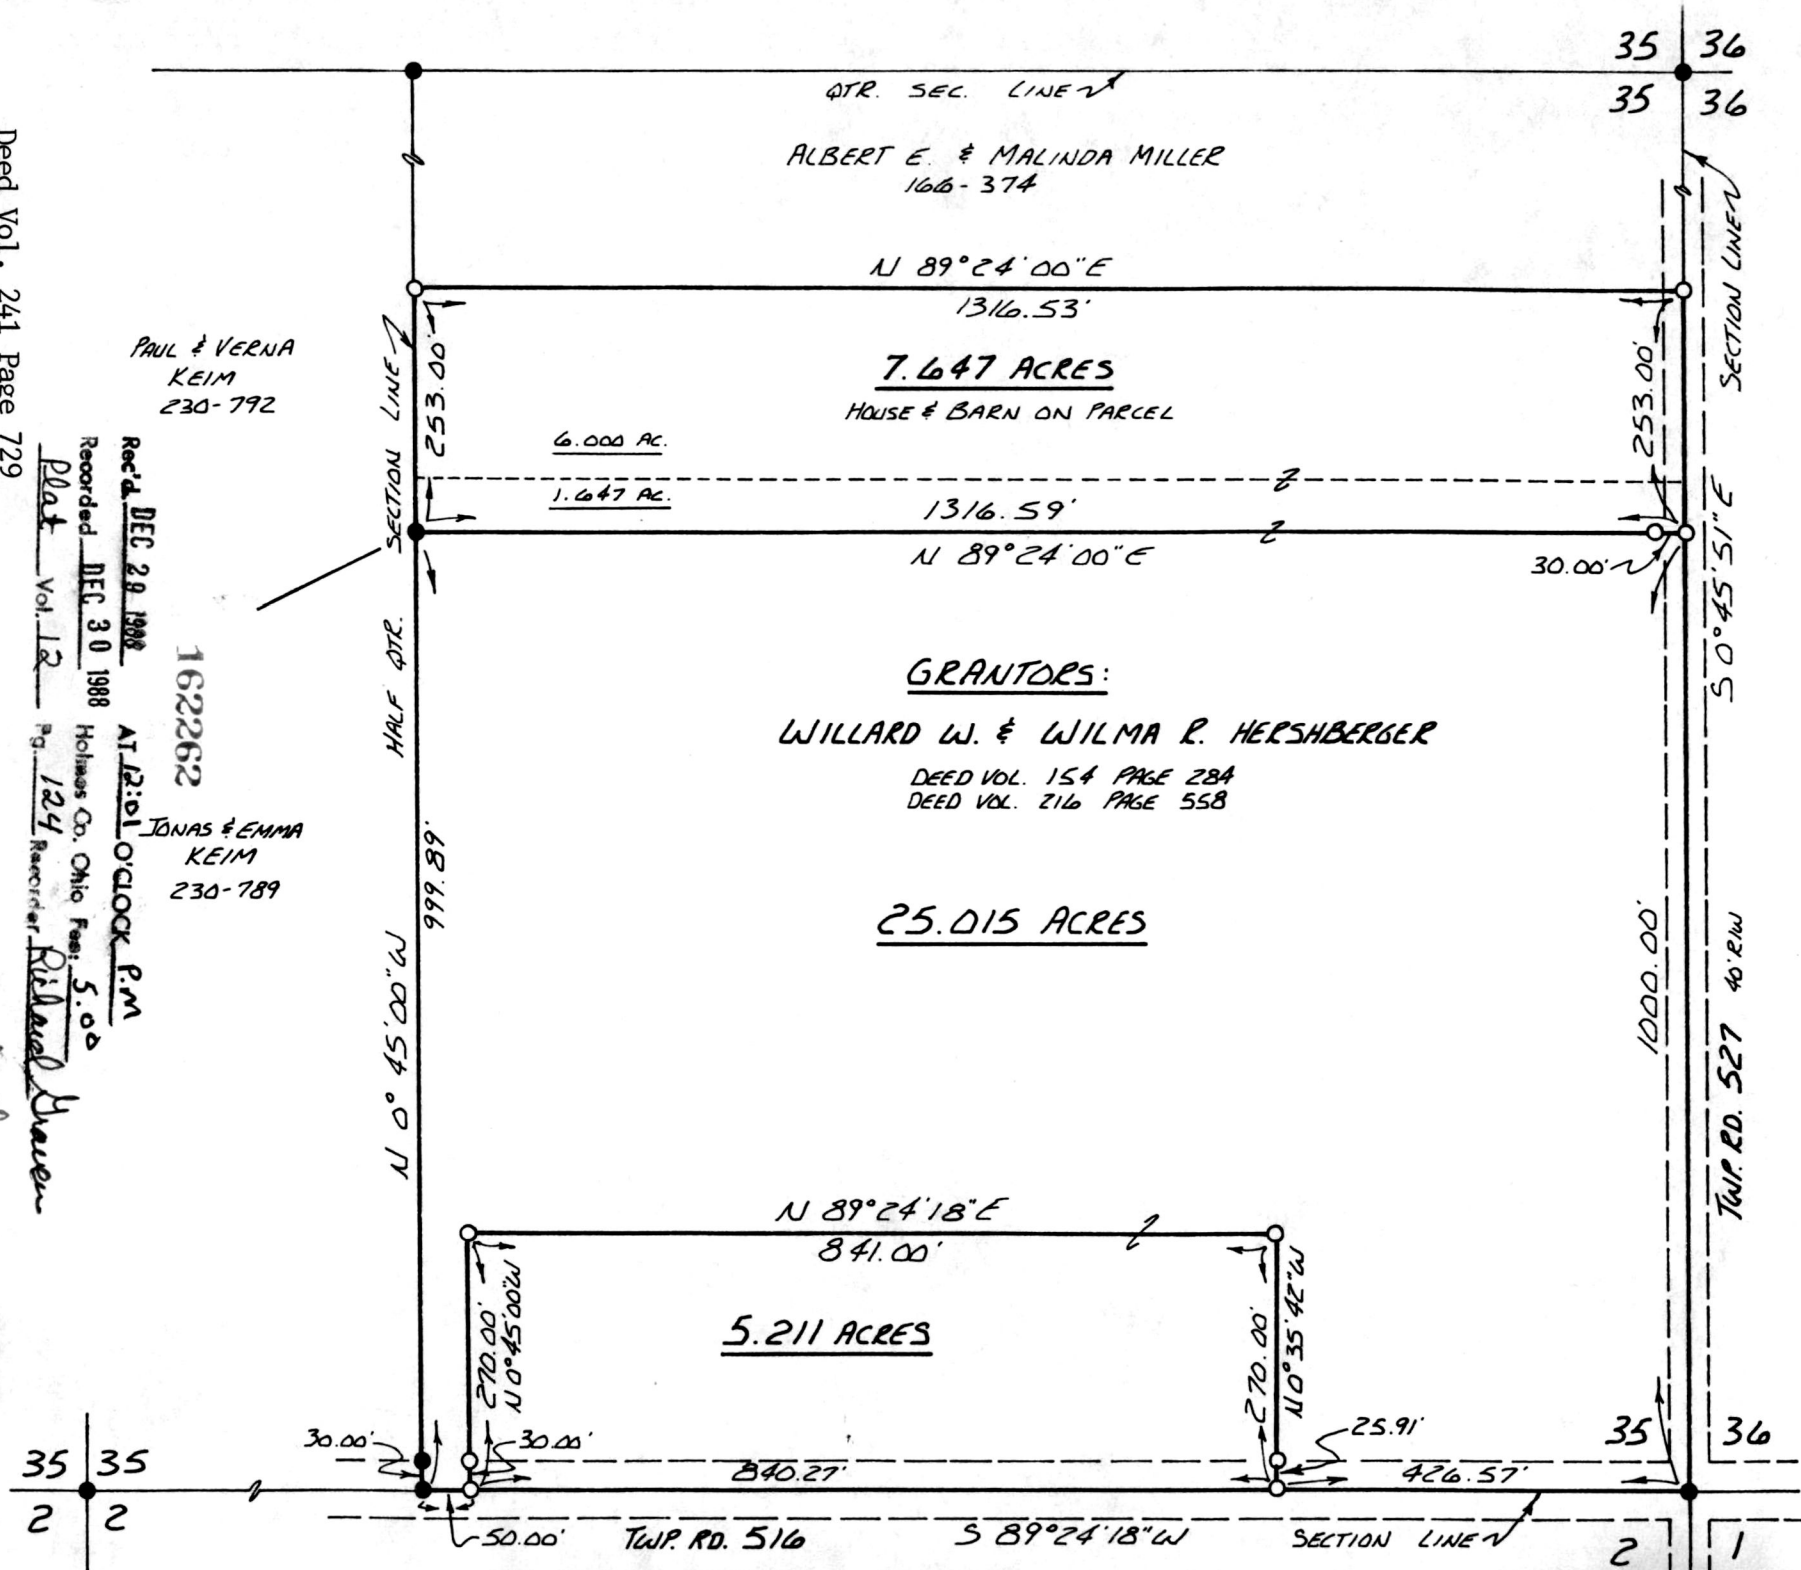 35 36
35 36
QTR. SEC. LINE
ALBERT E. & MALINDA MILLER
166-374
SECTION LINE
N 89°24'00"E
1316.53'
7.647 ACRES
HOUSE & BARN ON PARCEL
253.00'
253.00'
PAUL & VERNA
KEIM
230-792
6.000 AC.
1.647 AC.
1316.59'
N 89°24'00"E
30.00'
S 0°45'51"E
HALF QTR. SECTION LINE
GRANTORS:
WILLARD W. & WILMA R. HERSHBERGER
DEED VOL. 154 PAGE 284
DEED VOL. 216 PAGE 558
25.015 ACRES
JONAS & EMMA
KEIM
230-789
999.89'
N 0°45'00"W
1000.00'
TWP. RD. 527 40' R/W
N 89°24'18"E
841.00'
270.00'
N 0°45'00"W
5.211 ACRES
270.00'
N 0°35'42"W
30.00'
30.00'
25.91'
840.27'
426.57'
35 36
35 35
2 2
50.00'
TWP. RD. 516
S 89°24'18"W
SECTION LINE
2 1
162262
Rec'd DEC 29 1988 AT 12:01 O'CLOCK P.M
Recorded DEC 30 1988 Holmes Co. Ohio Fee: 5.00
Plat Vol. 12 Pg. 124 Recorder Richard Graven
Deed Vol. 241 Page 729